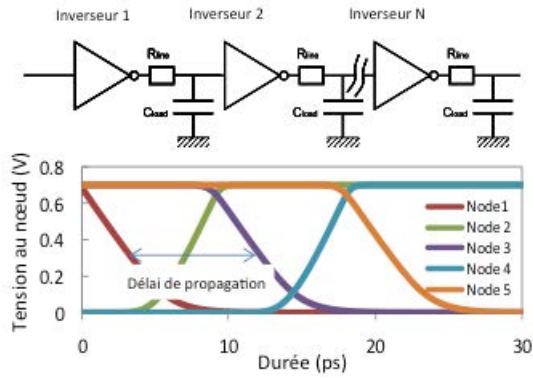 Inverseur 1
Inverseur 2
Inverseur N
Rline
Rline
Rline
Cload
Cload
Cload
Tension au nœud (V)
0.8
0.6
0.4
0.2
0
Node1
Node 2
Node 3
Node 4
Node 5
Délai de propagation
0
10
20
30
Durée (ps)